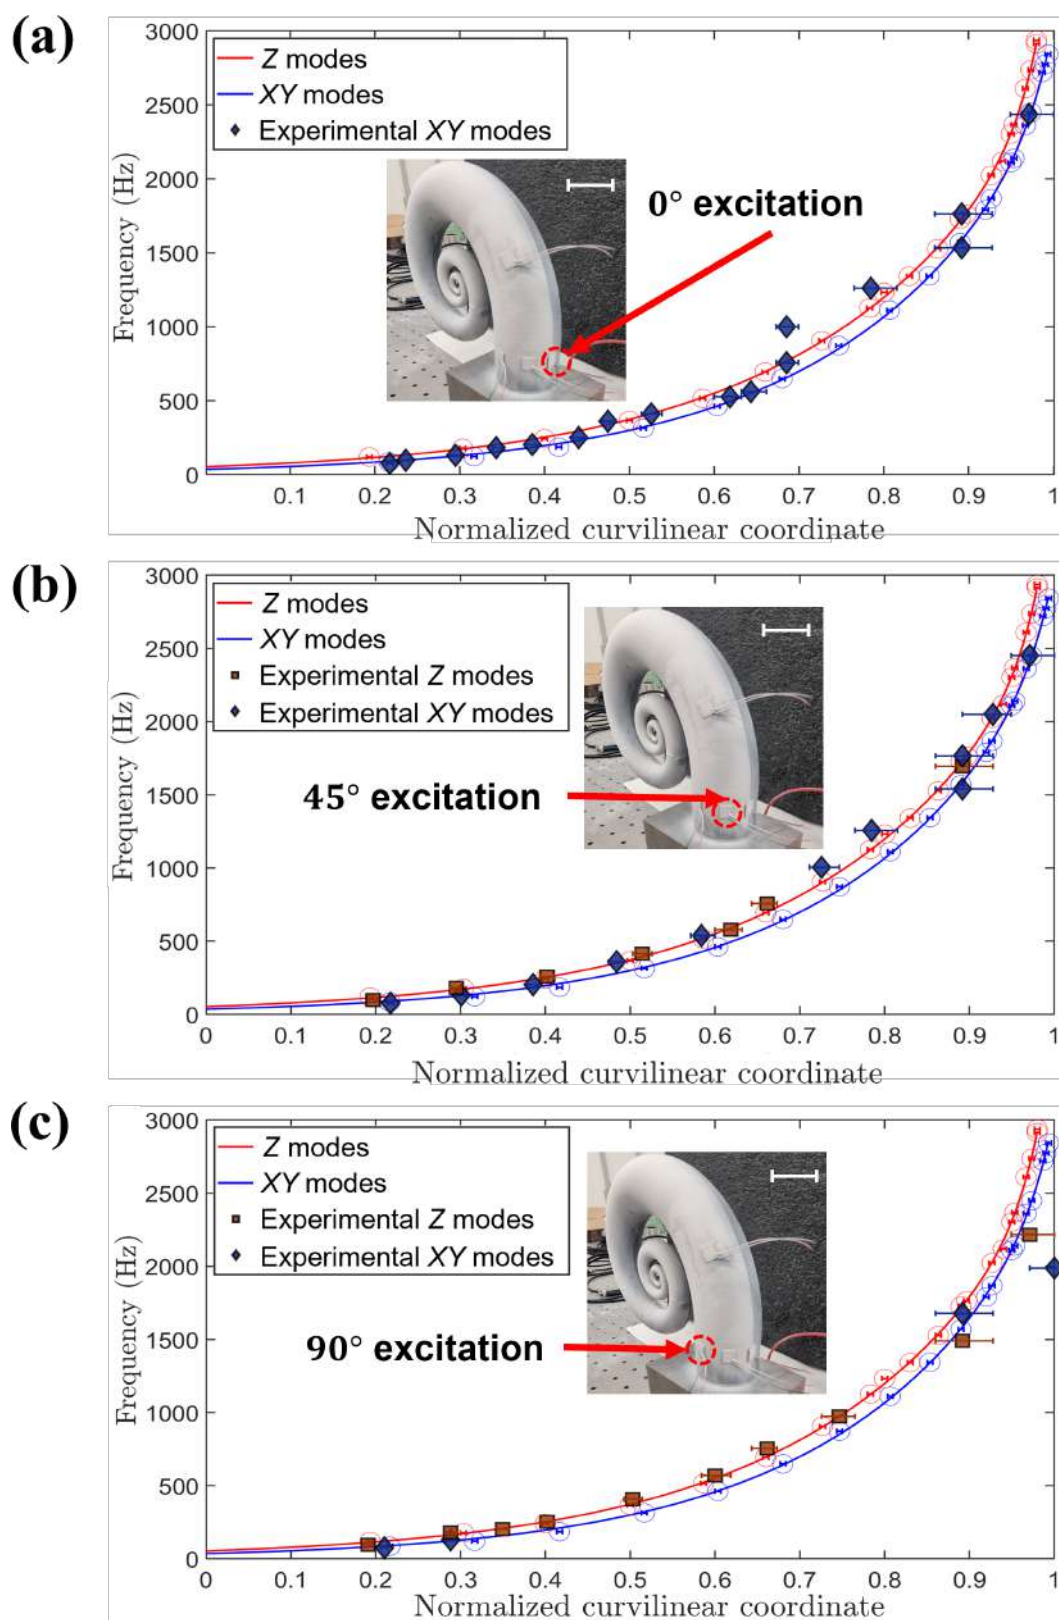 (a)
3000
2500
2000
1500
1000
500
0
Frequency (Hz)
Z modes
XY modes
Experimental XY modes
0° excitation
0.1 0.2 0.3 0.4 0.5 0.6 0.7 0.8 0.9 1
Normalized curvilinear coordinate
(b)
3000
2500
2000
1500
1000
500
0
Frequency (Hz)
Z modes
XY modes
Experimental Z modes
Experimental XY modes
45° excitation
0 0.1 0.2 0.3 0.4 0.5 0.6 0.7 0.8 0.9 1
Normalized curvilinear coordinate
(c)
3000
2500
2000
1500
1000
500
0
Frequency (Hz)
Z modes
XY modes
Experimental Z modes
Experimental XY modes
90° excitation
0 0.1 0.2 0.3 0.4 0.5 0.6 0.7 0.8 0.9 1
Normalized curvilinear coordinate